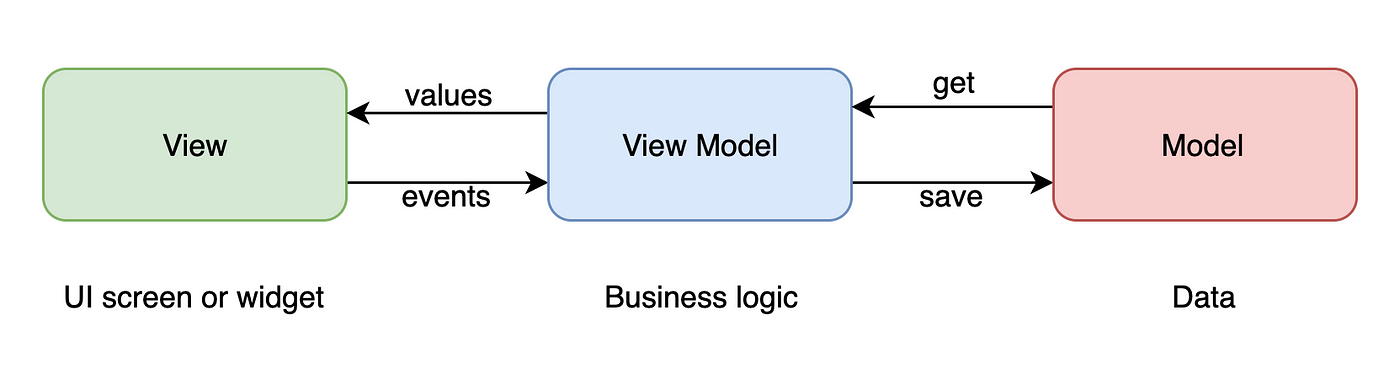 values
get
View
View Model
Model
events
save
UI screen or widget
Business logic
Data